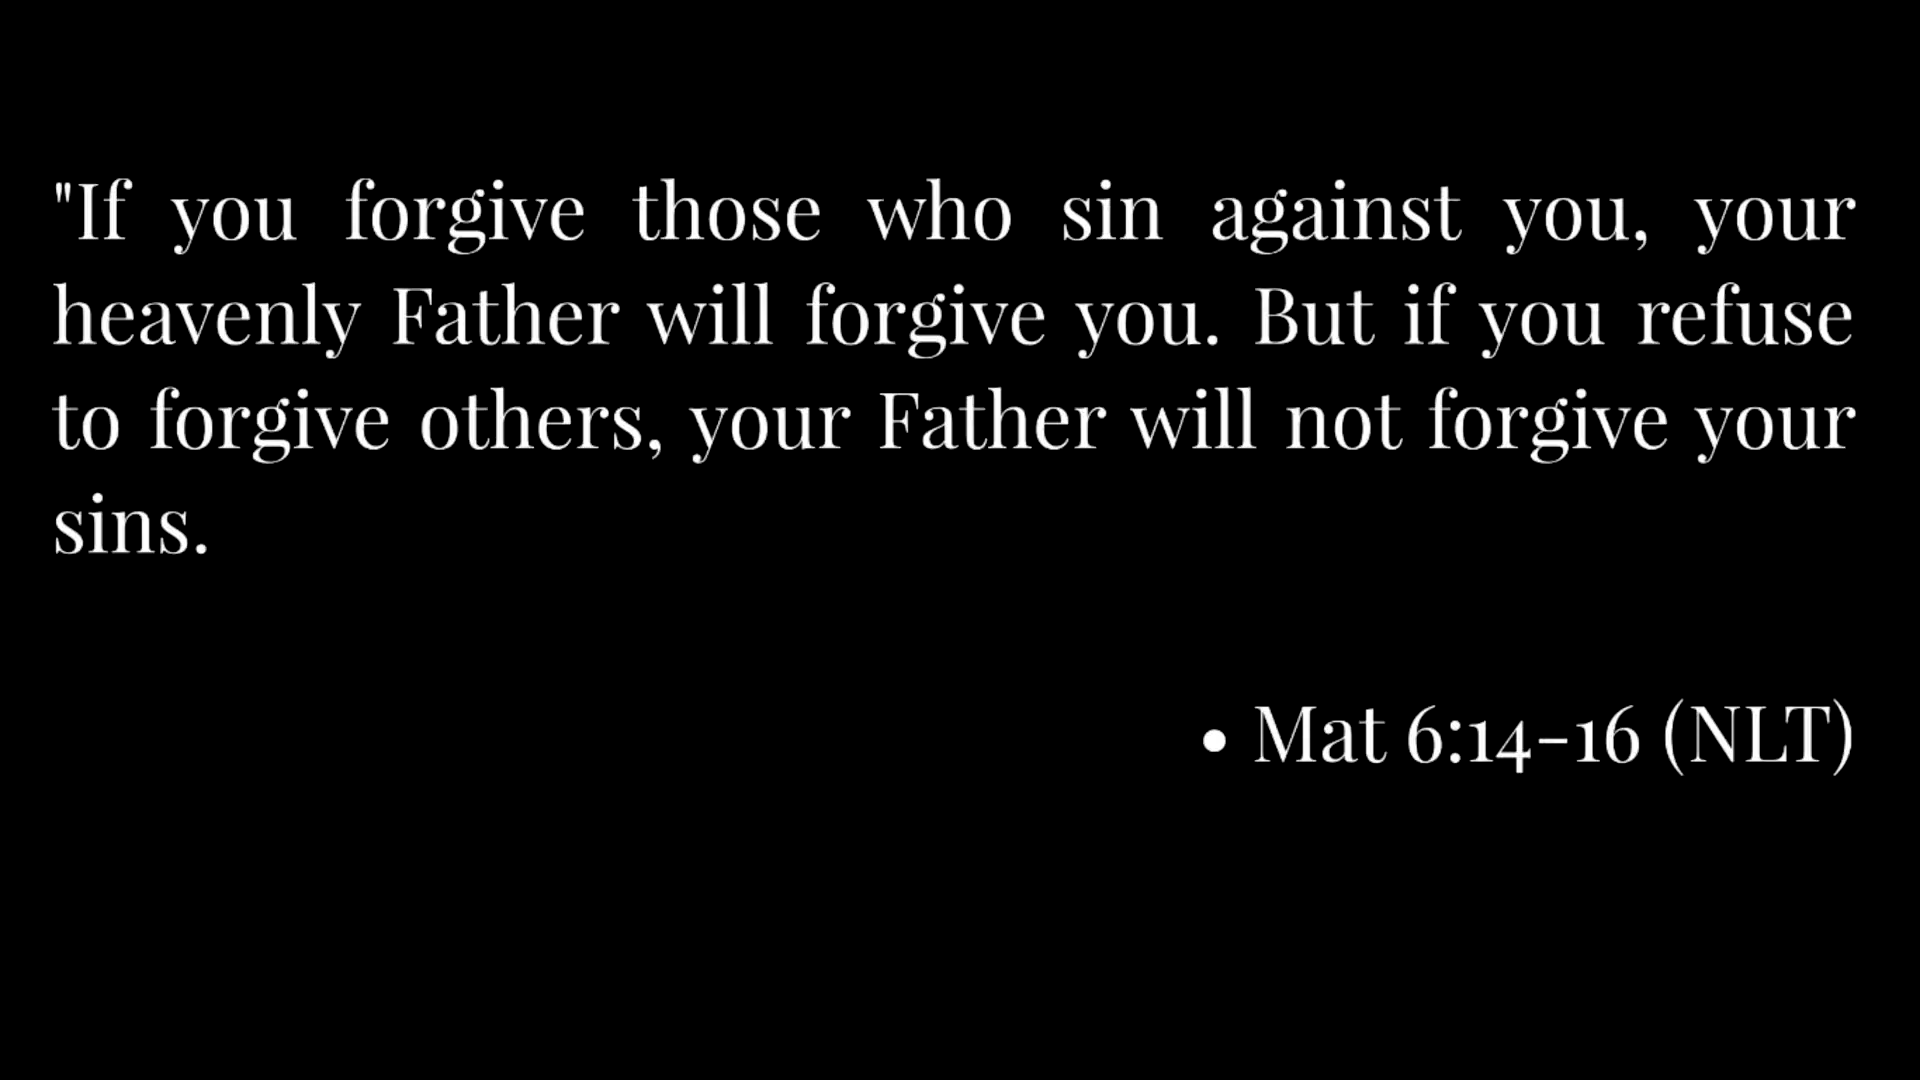 "If you forgive those who sin against you, your
heavenly Father will forgive you. But if you refuse
to forgive others, your Father will not forgive your
sins.
• Mat 6:14-16 (NLT)